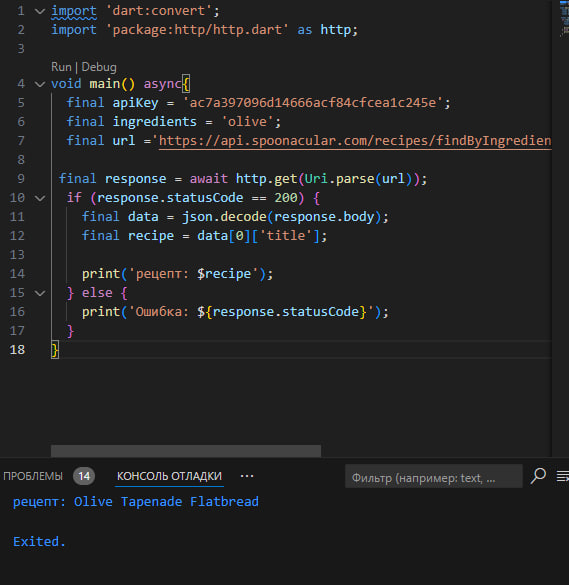 1 import 'dart:convert';
2 import 'package:http/http.dart' as http;
3
Run | Debug
4 void main() async{
5 final apiKey = 'ac7a397096d14666acf84cfcea1c245e';
6 final ingredients = 'olive';
7 final url ='https://api.spoonacular.com/recipes/findByIngredien
8
9 final response = await http.get(Uri.parse(url));
10 if (response.statusCode == 200) {
11 final data = json.decode(response.body);
12 final recipe = data[0]['title'];
13
14 print('рецепт: $recipe');
15 } else {
16 print('Ошибка: ${response.statusCode}');
17 }
18 }
ПРОБЛЕМЫ 14 КОНСОЛЬ ОТЛАДКИ ··· Фильтр (например: text, ...
рецепт: Olive Tapenade Flatbread
Exited.